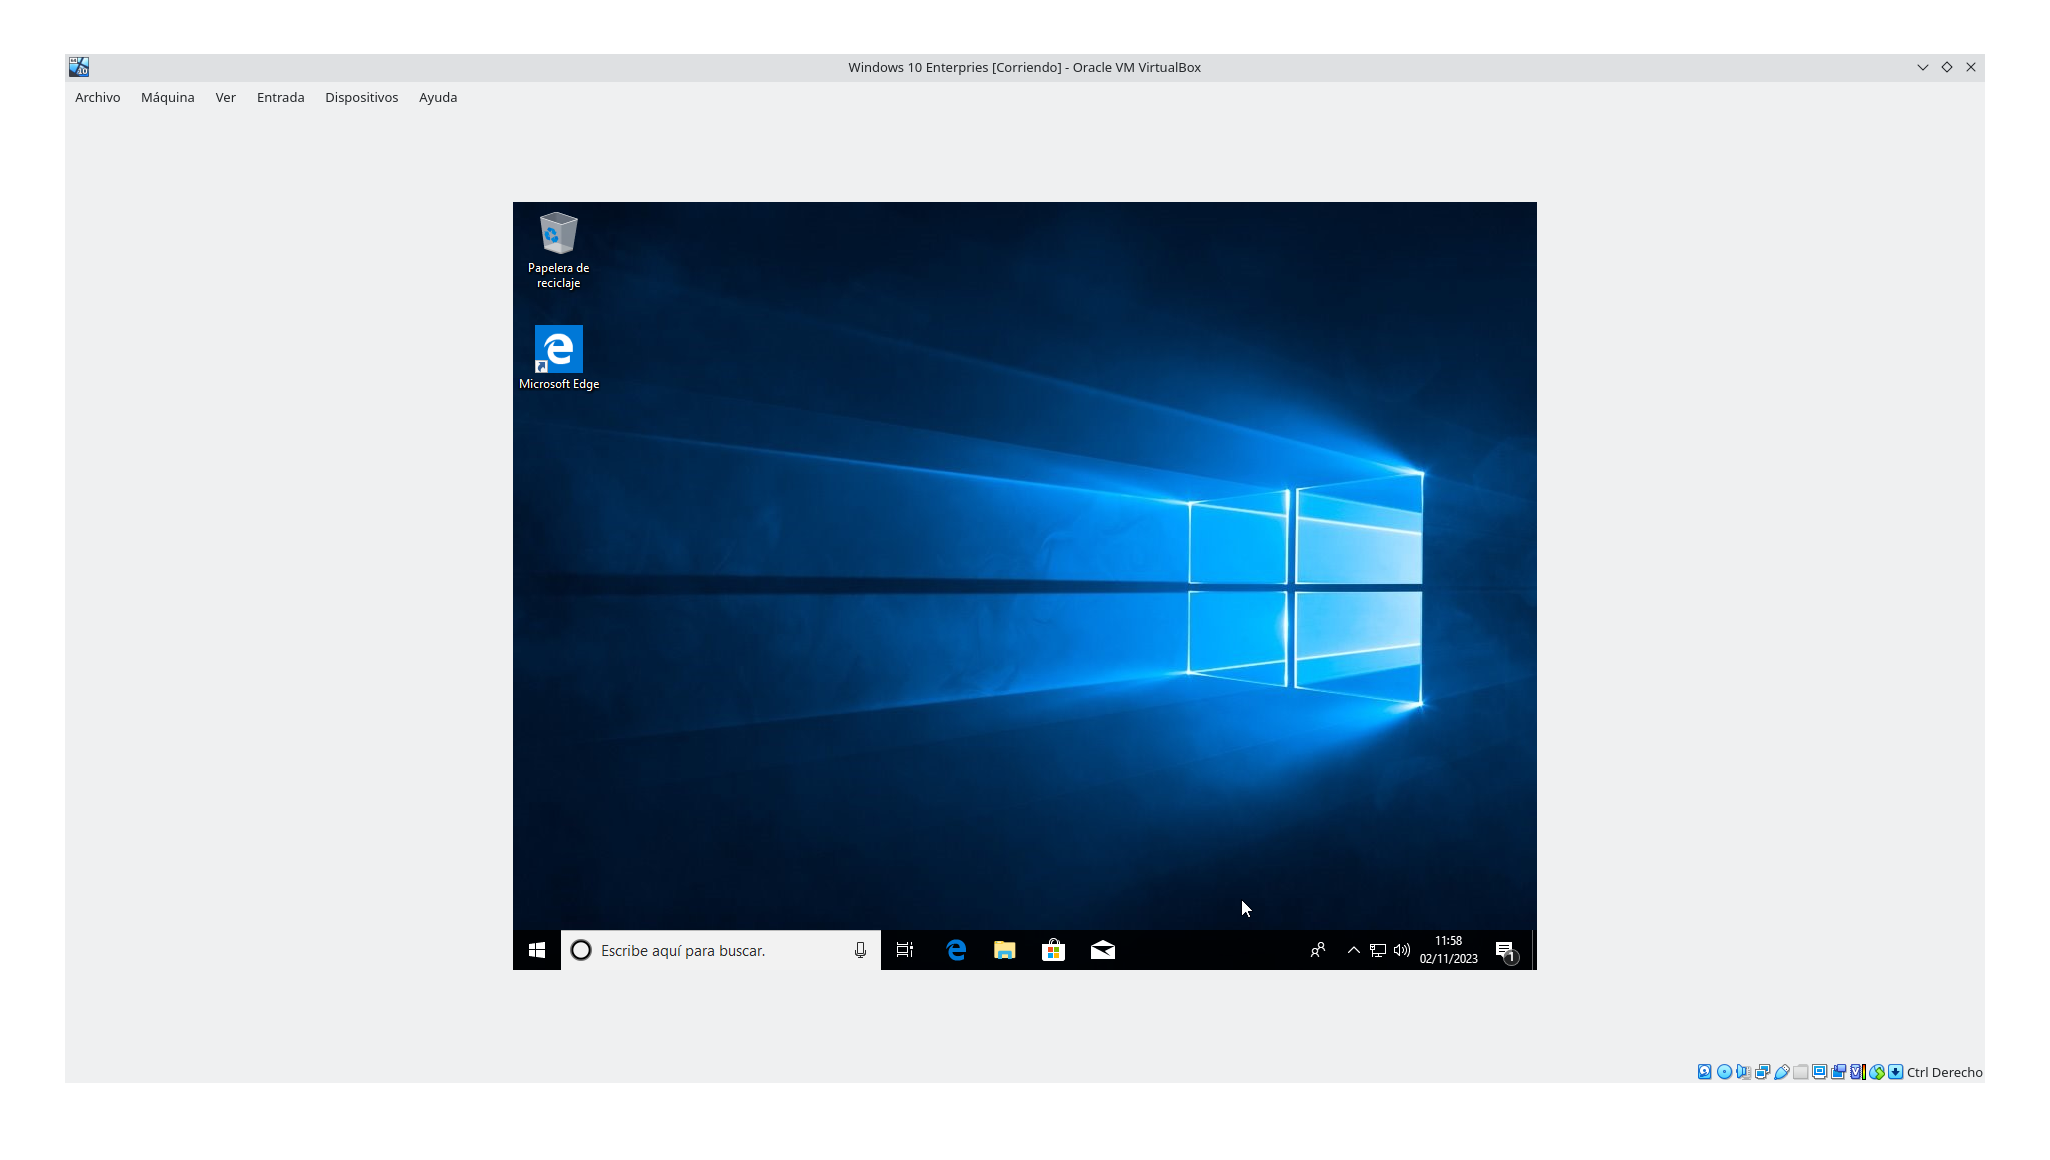 Windows 10 Enterpries [Corriendo] - Oracle VM VirtualBox
Archivo Máquina Ver Entrada Dispositivos Ayuda
Papelera de
reciclaje
Microsoft Edge
Escribe aquí para buscar.
11:58
02/11/2023
1
Ctrl Derecho